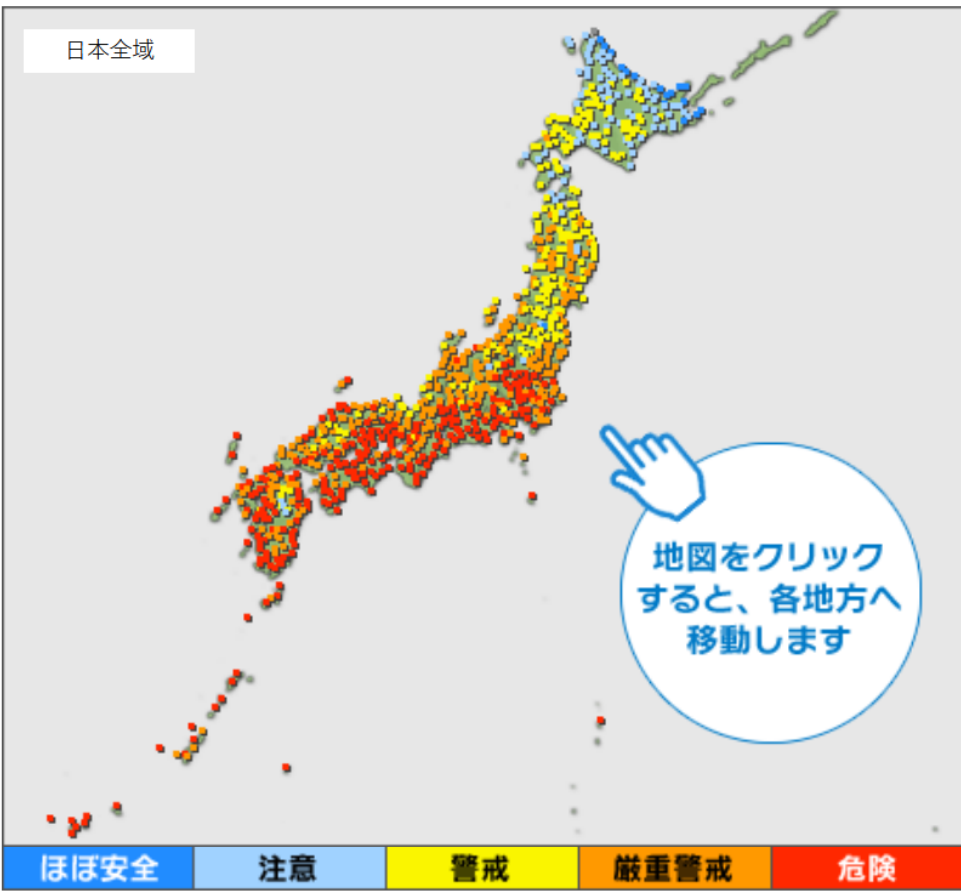 日本全域
地図をクリック
すると、各地方へ
移動します
ほぼ安全
注意
警戒
厳重警戒
危険